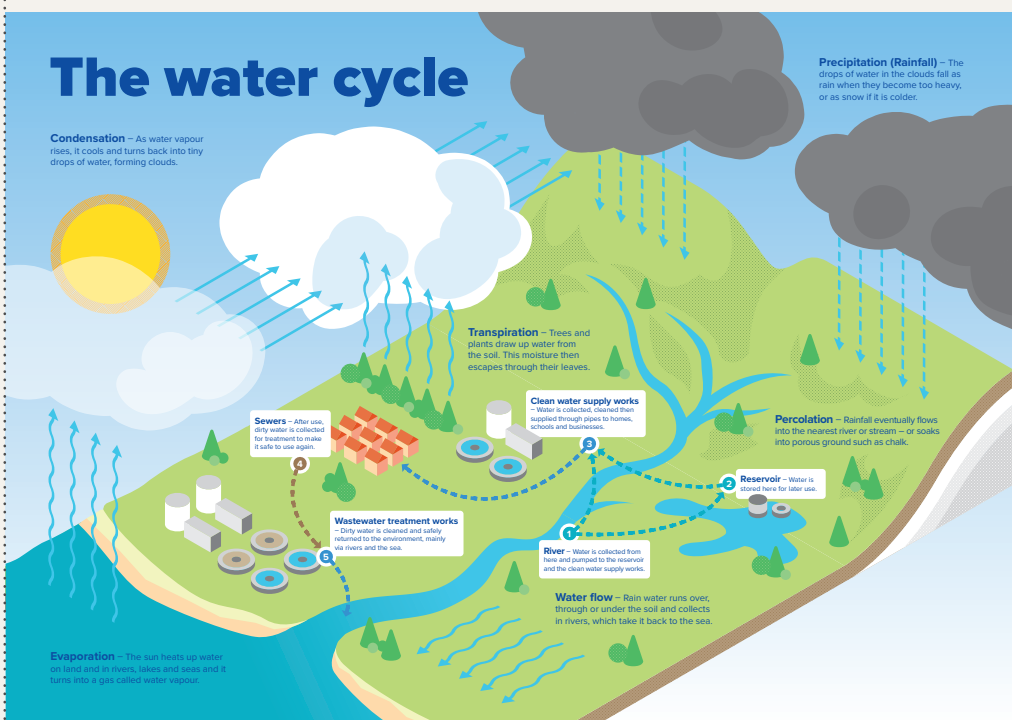 The water cycle
Precipitation (Rainfall) – The
drops of water in the clouds fall as
rain when they become too heavy,
or as snow if it is colder.
Condensation – As water vapour
rises, it cools and turns back into tiny
drops of water, forming clouds.
Transpiration – Trees and
plants draw up water from
the soil. This moisture then
escapes through their leaves.
Clean water supply works
– Water is collected, cleaned then
supplied through pipes to homes,
schools and businesses.
3
Sewers – After use,
dirty water is collected
for treatment to make
it safe to use again.
4
Percolation – Rainfall eventually flows
into the nearest river or stream – or soaks
into porous ground such as chalk.
2
Reservoir – Water is
stored here for later use.
Wastewater treatment works
– Dirty water is cleaned and safely
returned to the environment, mainly
via rivers and the sea.
5
1
River – Water is collected from
here and pumped to the reservoir
and the clean water supply works.
Water flow – Rain water runs over,
through or under the soil and collects
in rivers, which take it back to the sea.
Evaporation – The sun heats up water
on land and in rivers, lakes and seas and it
turns into a gas called water vapour.